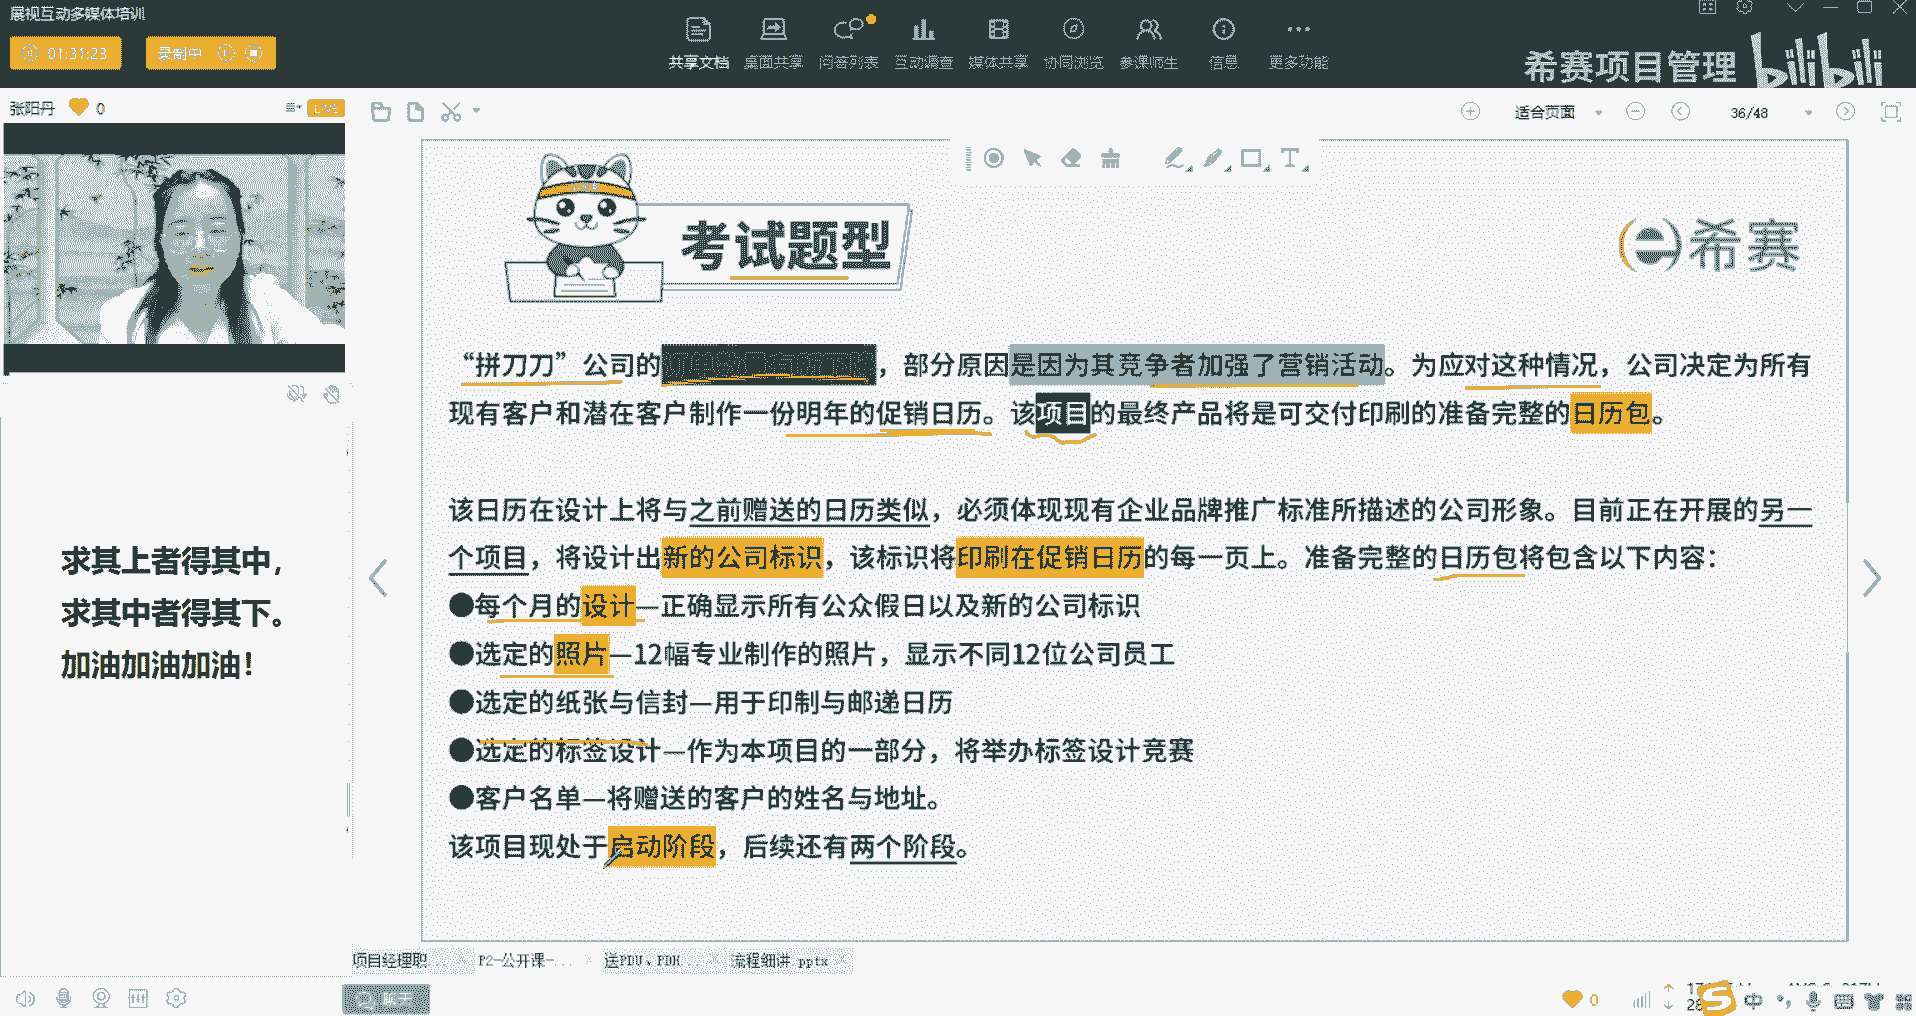 展视互动多媒体培训
01:31:23
录制中
共享文档 桌面共享 问答列表 互动调查 媒体共享 协同浏览 参课师生 信息 更多功能
希赛项目管理 bilibili
张阳丹 0
LIVE
适合页面
36/48
考试题型
希赛
“拼刀刀”公司的
，部分原因是因为其竞争者加强了营销活动。为应对这种情况，公司决定为所有
现有客户和潜在客户制作一份明年的促销日历。该项目的最终产品将是可交付印刷的准备完整的日历包。
该日历在设计上将与之前赠送的日历类似，必须体现现有企业品牌推广标准所描述的公司形象。目前正在开展的另一
个项目，将设计出新的公司标识，该标识将印刷在促销日历的每一页上。准备完整的日历包将包含以下内容：
●每个月的设计—正确显示所有公众假日以及新的公司标识
●选定的照片—12幅专业制作的照片，显示不同12位公司员工
●选定的纸张与信封—用于印制与邮递日历
●选定的标签设计—作为本项目的一部分，将举办标签设计竞赛
●客户名单—将赠送的客户的姓名与地址。
该项目现处于启动阶段，后续还有两个阶段。
求其上者得其中，
求其中者得其下。
加油加油加油！
项目经理职... P2-公开课-... 送PDU、PDH... 流程细讲.pptx
聊天
0
中